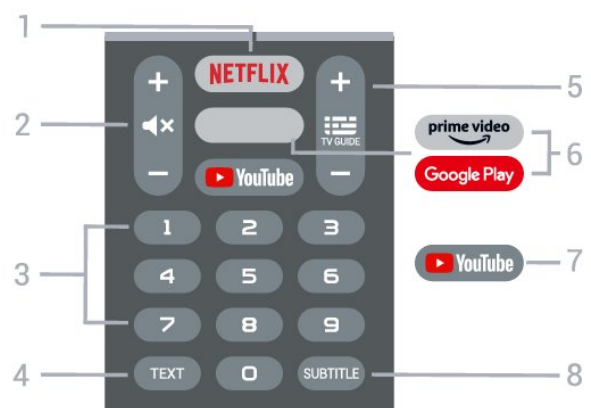 1
+ NETFLIX +
5
2
TV GUIDE
prime video
6
− YouTube −
Google Play
1 2 3
3
4 5 6
YouTube 7
7 8 9
4
TEXT 0 SUBTITLE
8